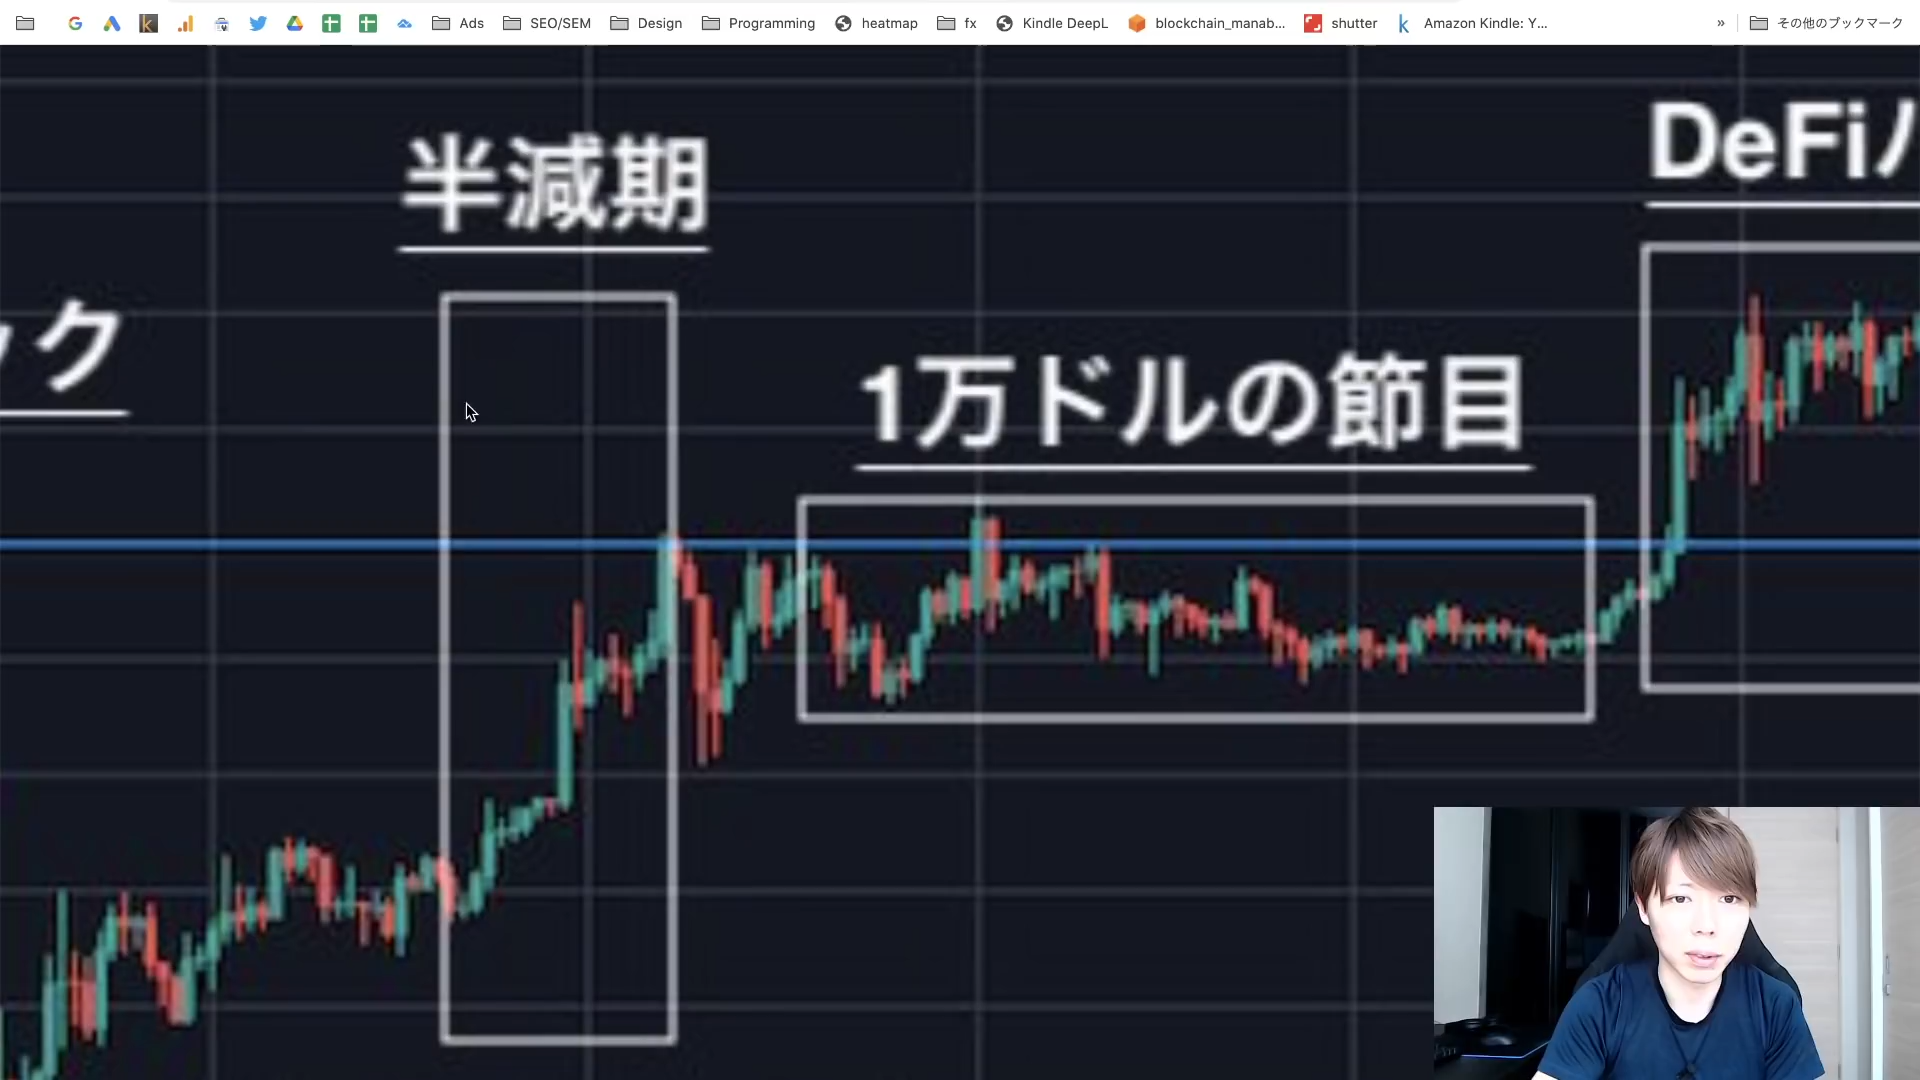 Ads
SEO/SEM
Design
Programming
heatmap
fx
Kindle DeepL
blockchain_manab...
shutter
Amazon Kindle: Y...
»
その他のブックマーク
半減期
DeFi
ック
1万ドルの節目